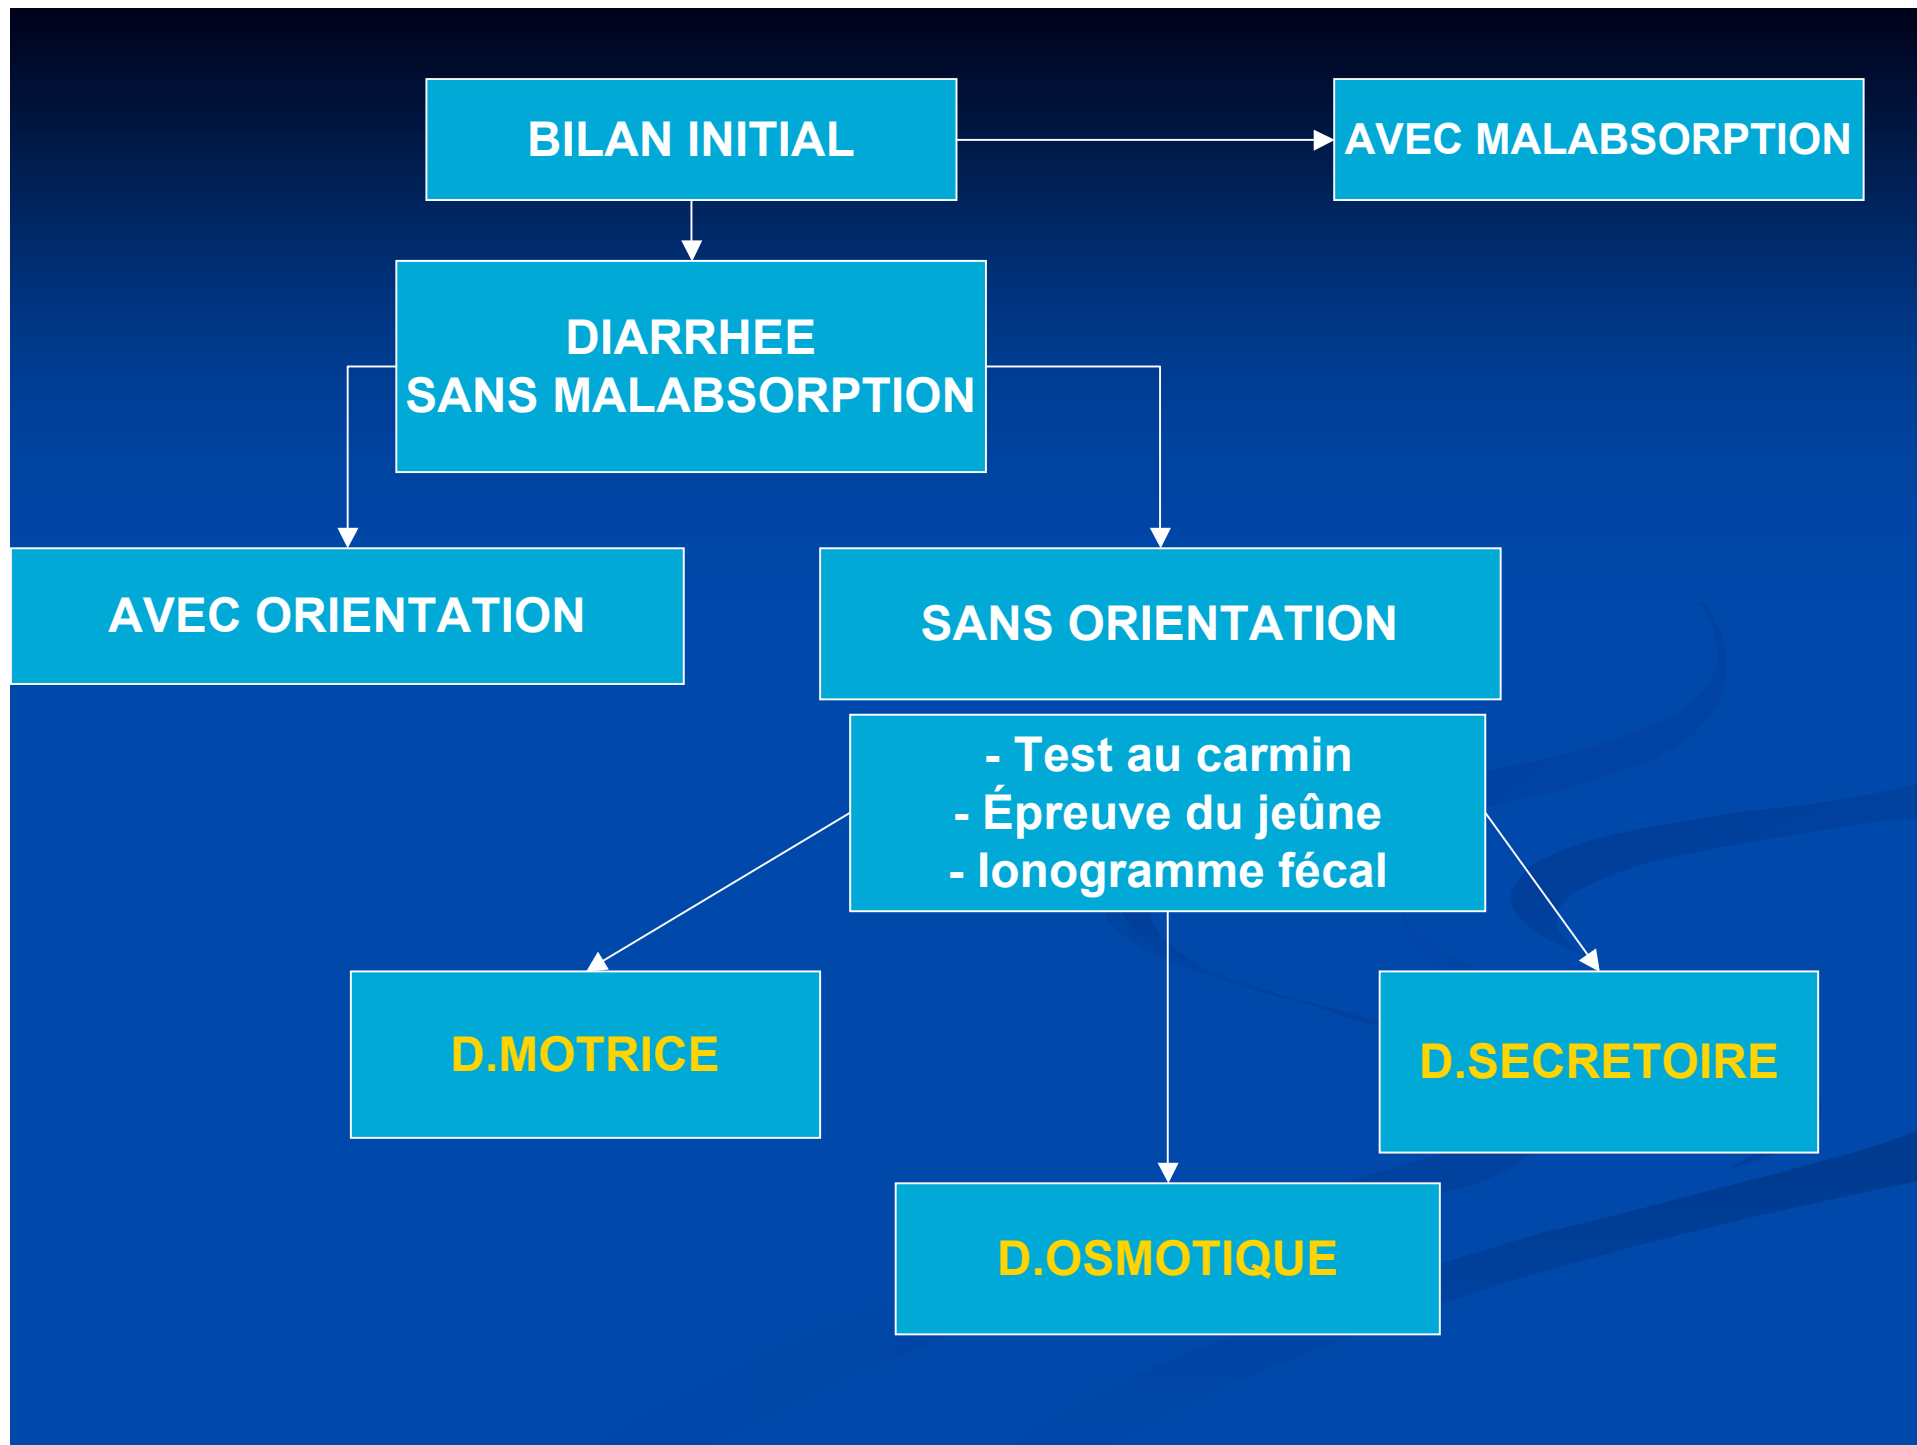 BILAN INITIAL
AVEC MALABSORPTION
DIARRHEE
SANS MALABSORPTION
AVEC ORIENTATION
SANS ORIENTATION
- Test au carmin
- Épreuve du jeûne
- Ionogramme fécal
D.MOTRICE
D.SECRETOIRE
D.OSMOTIQUE